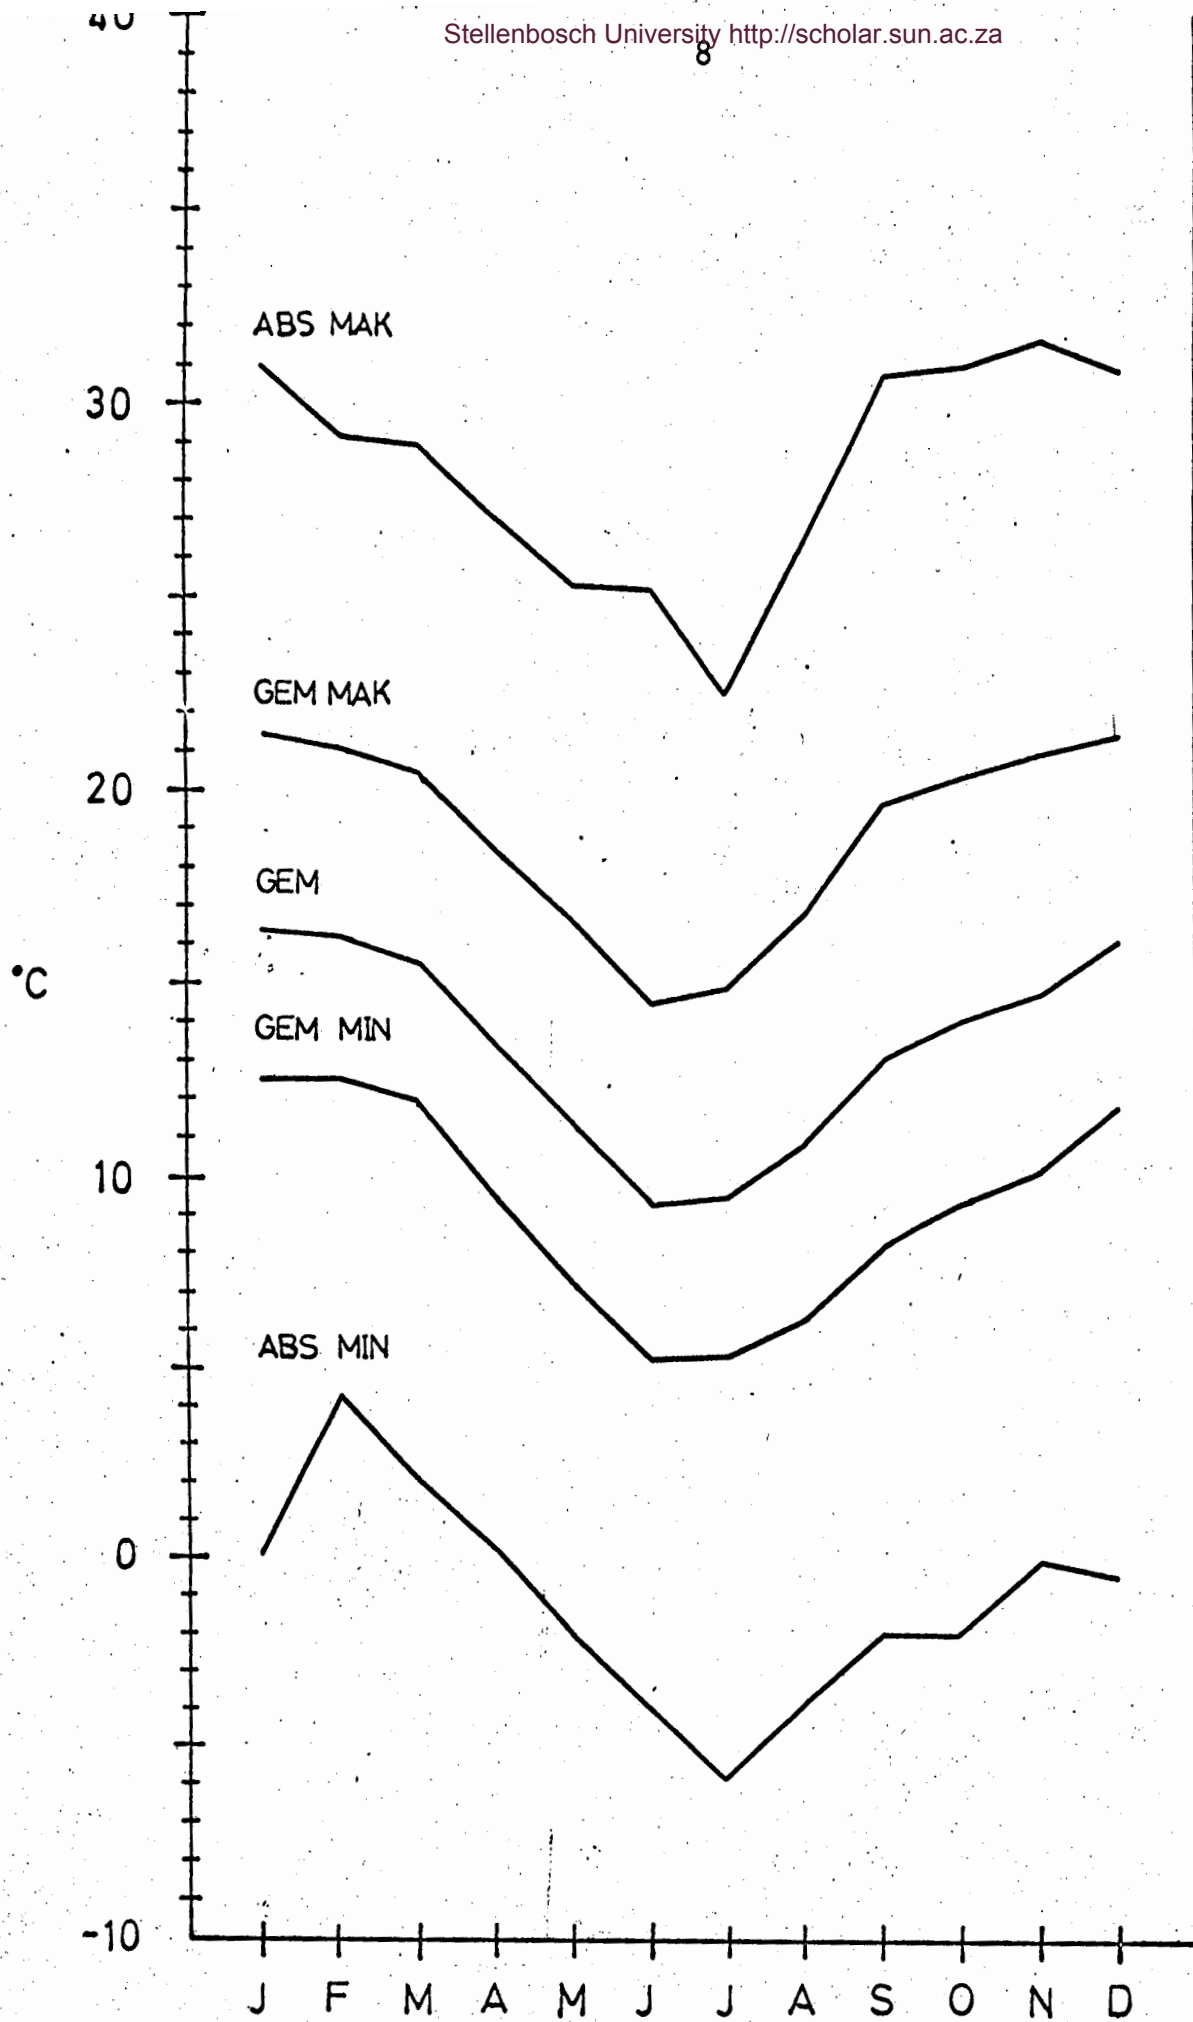 40
Stellenbosch University http://scholar.sun.ac.za
8
ABS MAK
30
GEM MAK
20
GEM
°C
GEM MIN
10
ABS MIN
0
-10
J F M A M J J A S O N D